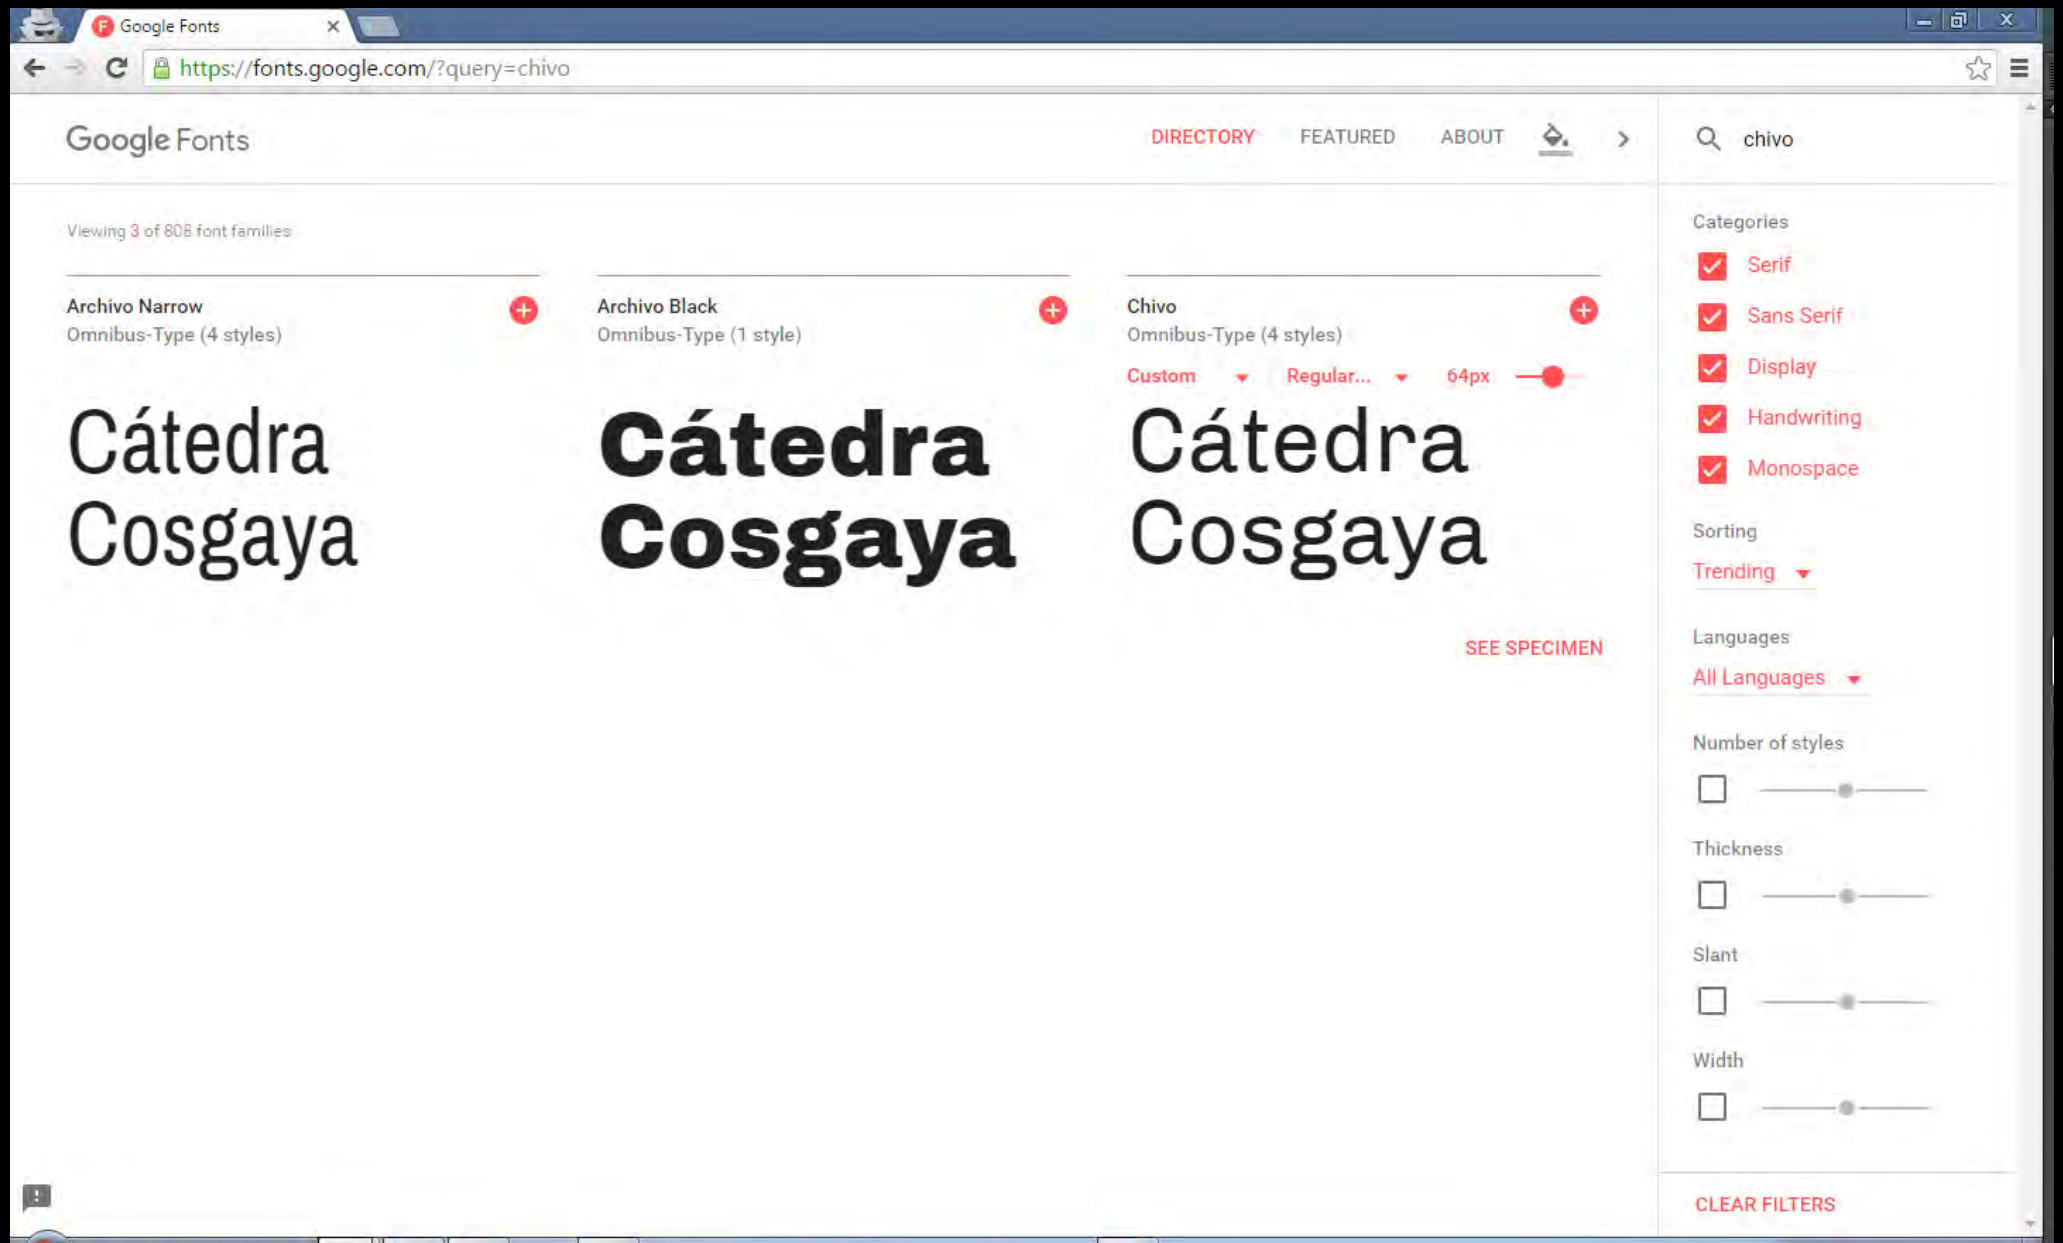 Google Fonts
https://fonts.google.com/?query=chivo
Google Fonts
DIRECTORY
FEATURED
ABOUT
chivo
Viewing 3 of 808 font families
Archivo Narrow
Omnibus-Type (4 styles)
Cátedra
Cosgaya
Archivo Black
Omnibus-Type (1 style)
Cátedra
Cosgaya
Chivo
Omnibus-Type (4 styles)
Custom
Regular...
64px
Cátedra
Cosgaya
SEE SPECIMEN
Categories
Serif
Sans Serif
Display
Handwriting
Monospace
Sorting
Trending
Languages
All Languages
Number of styles
Thickness
Slant
Width
CLEAR FILTERS